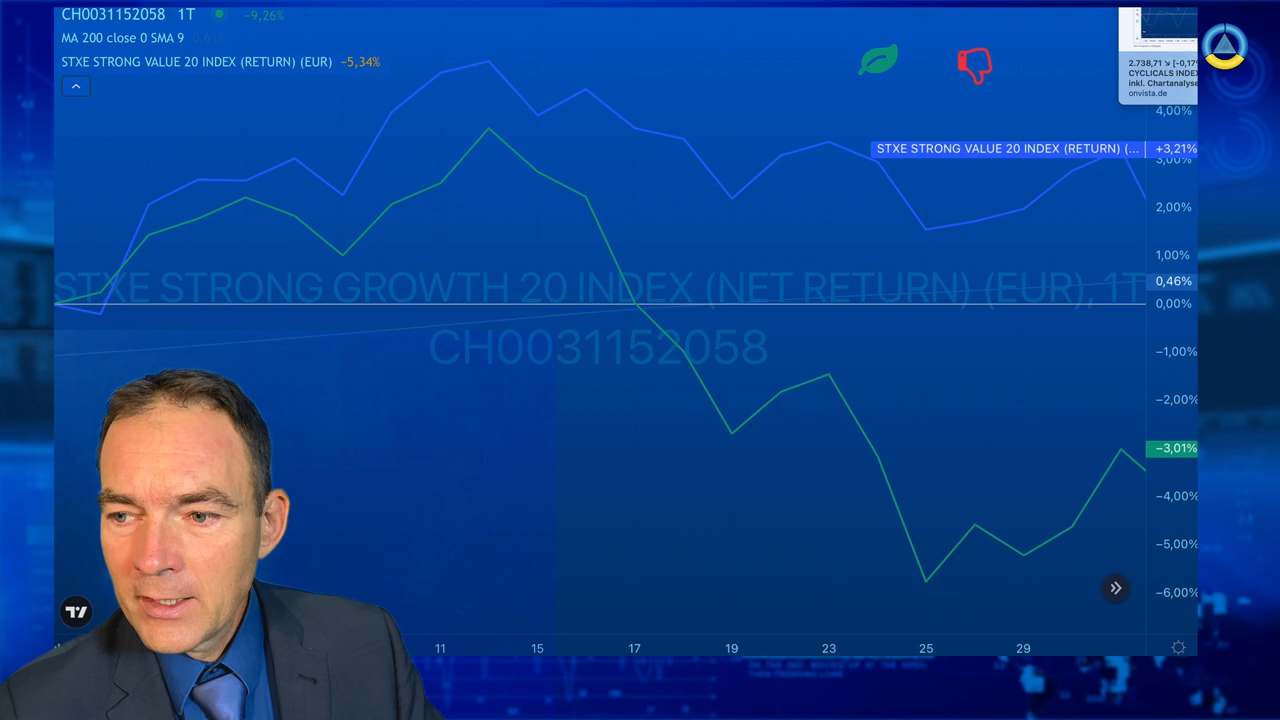 CH0031152058 1T −9,26%
MA 200 close 0 SMA 9
STXE STRONG VALUE 20 INDEX (RETURN) (EUR) −5,34%
2.738,71 ↘ [-0,17%
CYCLICALS INDEX
inkl. Chartanalyse
onvista.de
4,00%
STXE STRONG VALUE 20 INDEX (RETURN) (... +3,21%
3,00%
2,00%
1,00%
STXE STRONG GROWTH 20 INDEX (NET RETURN) (EUR), 1T
0,46%
0,00%
CH0031152058
−1,00%
−2,00%
−3,01%
−4,00%
−5,00%
−6,00%
11 15 17 19 23 25 29